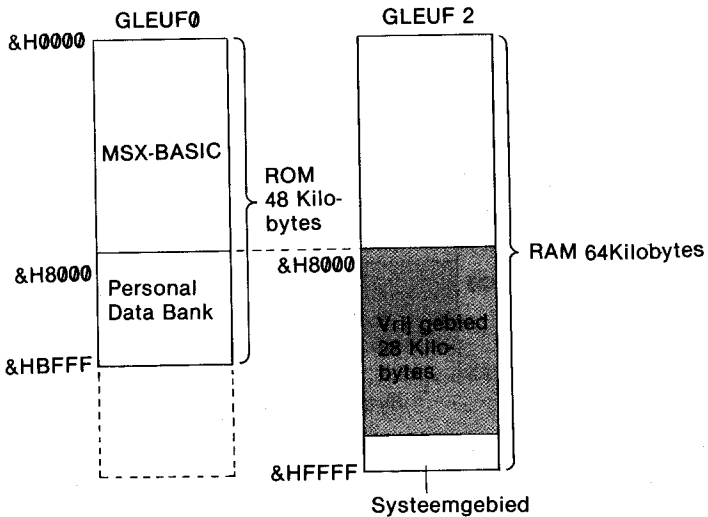 GLEUF0
GLEUF 2
&H0000
MSX-BASIC
ROM
48 Kilo-
bytes
&H8000
Personal
Data Bank
&HBFFF
&H8000
Vrij gebied
28 Kilo-
bytes
RAM 64Kilobytes
&HFFFF
Systeemgebied